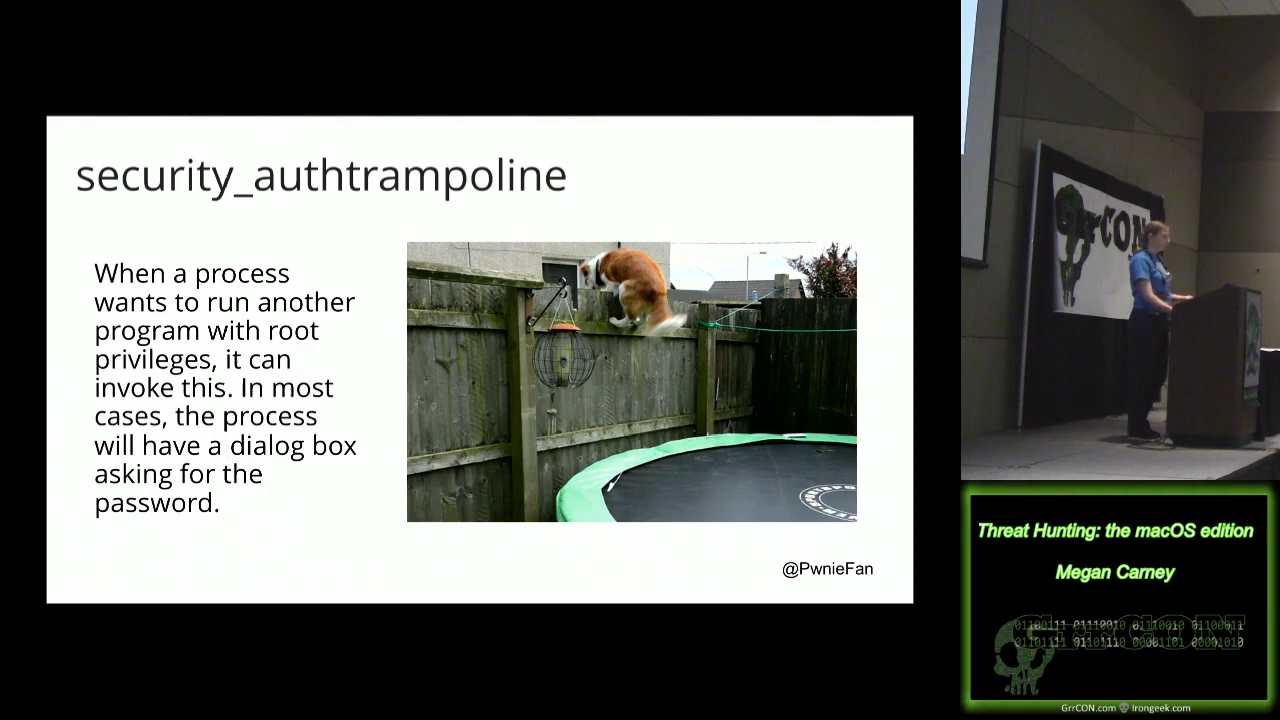 security_authtrampoline
When a process
wants to run another
program with root
privileges, it can
invoke this. In most
cases, the process
will have a dialog box
asking for the
password.
@PwnieFan
GrrCON
Threat Hunting: the macOS edition
Megan Carney
GrrCON
GrrCON.com Irongeek.com